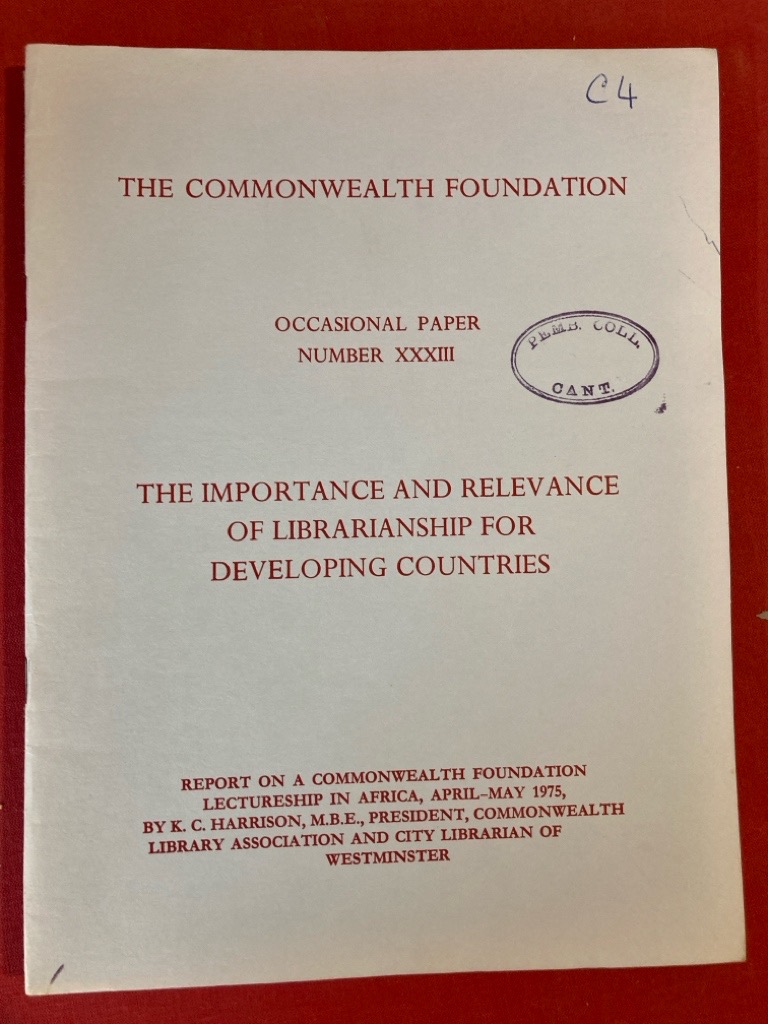 C4
THE COMMONWEALTH FOUNDATION
OCCASIONAL PAPER
NUMBER XXXIII
PEMB. COLL.
CANT.
THE IMPORTANCE AND RELEVANCE
OF LIBRARIANSHIP FOR
DEVELOPING COUNTRIES
REPORT ON A COMMONWEALTH FOUNDATION
LECTURESHIP IN AFRICA, APRIL–MAY 1975,
BY K. C. HARRISON, M.B.E., PRESIDENT, COMMONWEALTH
LIBRARY ASSOCIATION AND CITY LIBRARIAN OF
WESTMINSTER